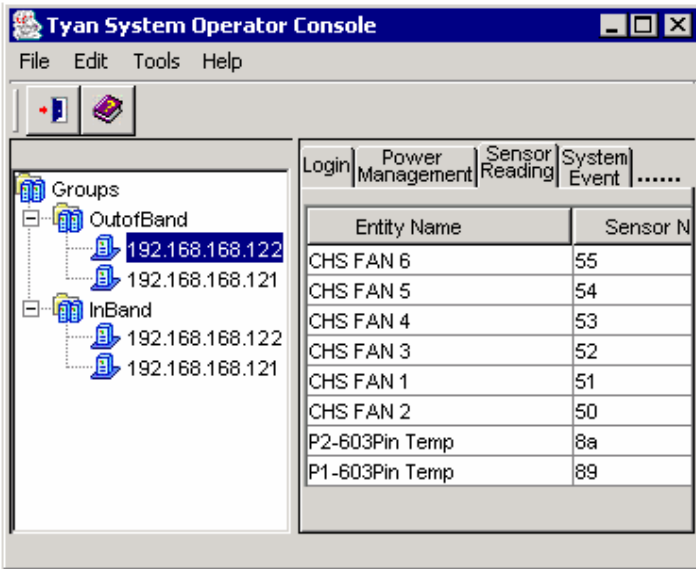 Tyan System Operator Console
File Edit Tools Help
Groups
OutofBand
192.168.168.122
192.168.168.121
InBand
192.168.168.122
192.168.168.121
Login Power Management Sensor Reading System Event ......
Entity Name Sensor N
CHS FAN 6 55
CHS FAN 5 54
CHS FAN 4 53
CHS FAN 3 52
CHS FAN 1 51
CHS FAN 2 50
P2-603Pin Temp 8a
P1-603Pin Temp 89